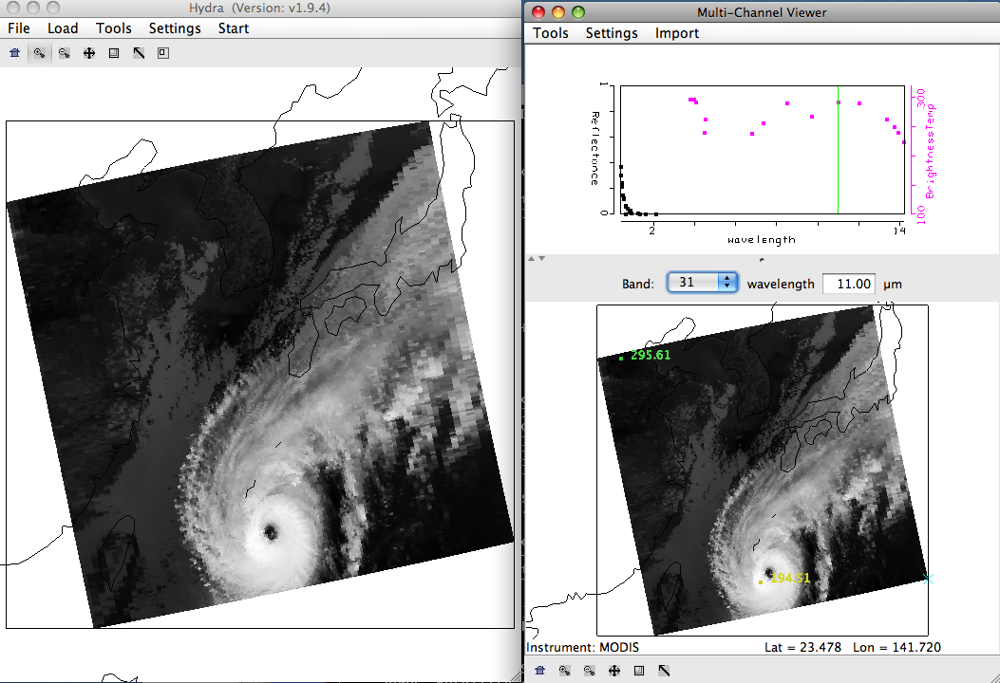 Hydra (Version: v1.9.4)
File Load Tools Settings Start
Multi-Channel Viewer
Tools Settings Import
1
Reflectance
0
2
14
wavelength
300
BrightnessTemp
100
Band: 31 wavelength 11.00 µm
295.61
194.51
Instrument: MODIS Lat = 23.478 Lon = 141.720